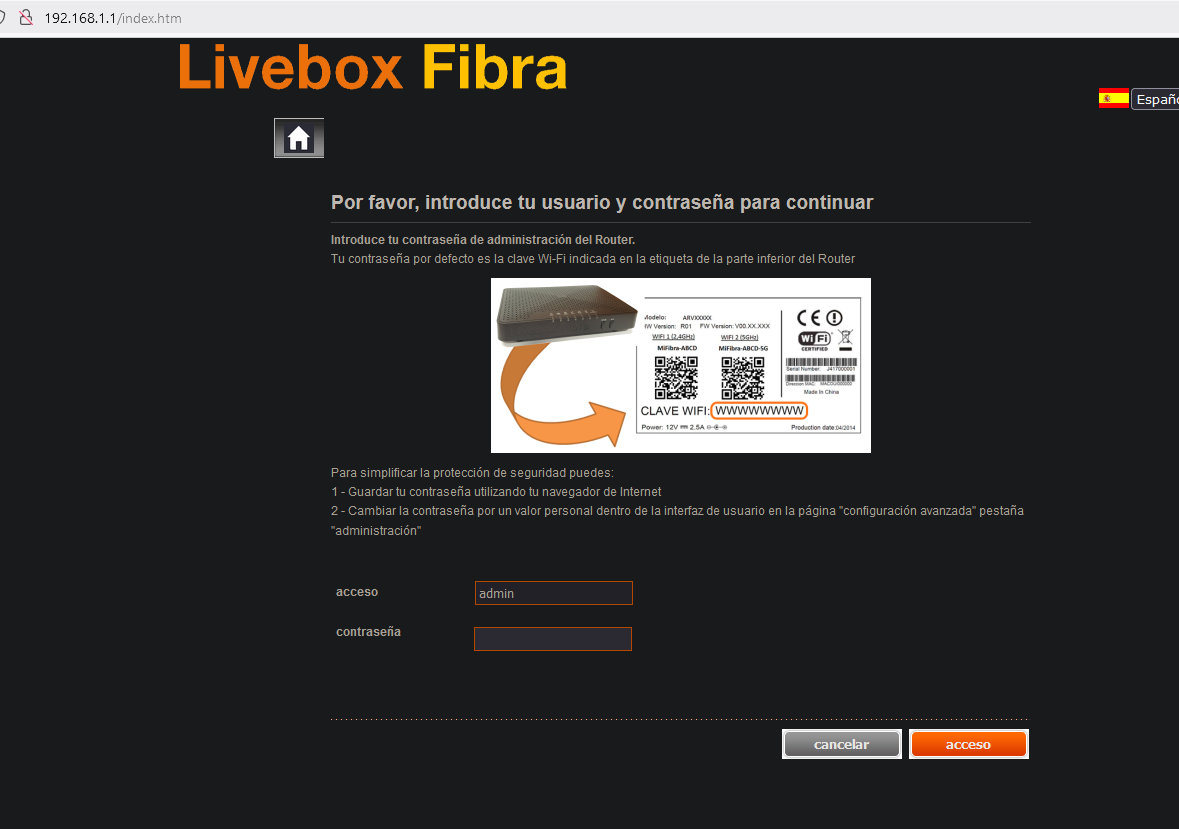 192.168.1.1/index.htm
Livebox Fibra
Españo
Por favor, introduce tu usuario y contraseña para continuar
Introduce tu contraseña de administración del Router.
Tu contraseña por defecto es la clave Wi-Fi indicada en la etiqueta de la parte inferior del Router
Modelo: ARVXXXXX
HW Version: R01 FW Version: V00.XX.XXX
WIFI 1 (2,4GHz) WIFI 2 (5GHz)
MiFibra-ABCD MiFibra-ABCD-5G
CLAVE WIFI: WWWWWWWW
Power: 12V 2.5A
CE
WiFi
CERTIFIED
Serial Number: J417000001
Made In China
Production date:04/2014
Para simplificar la protección de seguridad puedes:
1 - Guardar tu contraseña utilizando tu navegador de Internet
2 - Cambiar la contraseña por un valor personal dentro de la interfaz de usuario en la página "configuración avanzada" pestaña
"administración"
acceso admin
contraseña
cancelar acceso